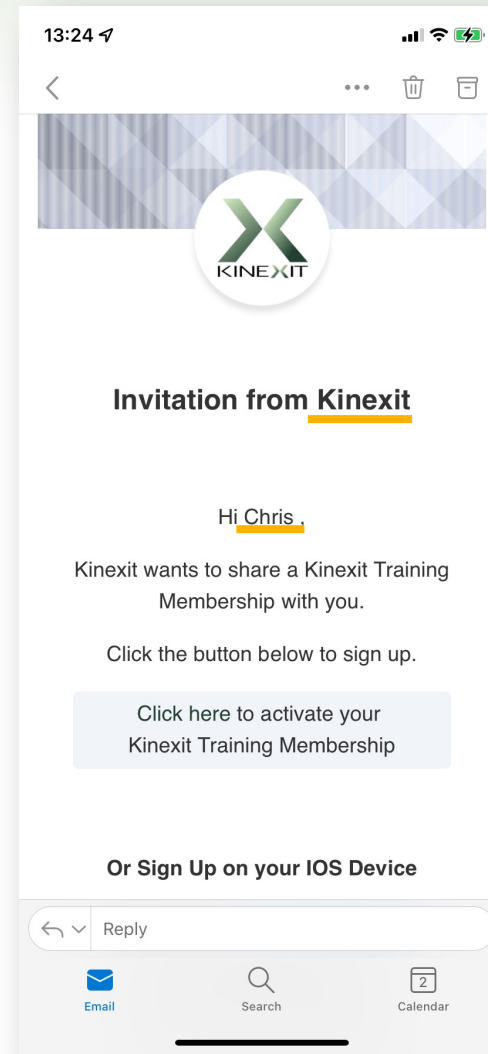 13:24
KINEXIT
Invitation from Kinexit
Hi Chris ,
Kinexit wants to share a Kinexit Training
Membership with you.
Click the button below to sign up.
Click here to activate your
Kinexit Training Membership
Or Sign Up on your IOS Device
Reply
2
Email
Search
Calendar